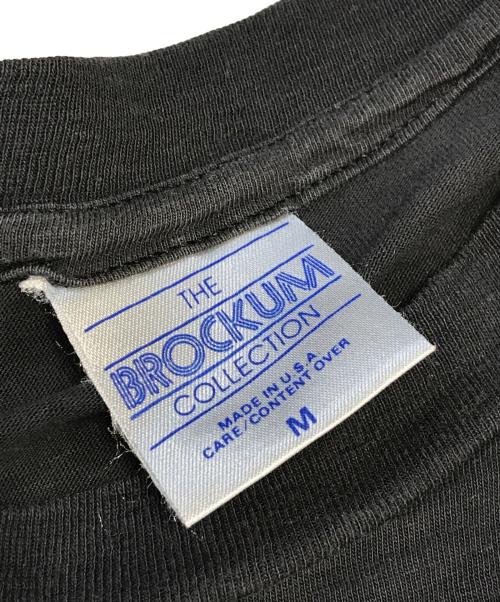 THE
BROCKUM
COLLECTION
MADE IN U.S.A
CARE/CONTENT OVER
M